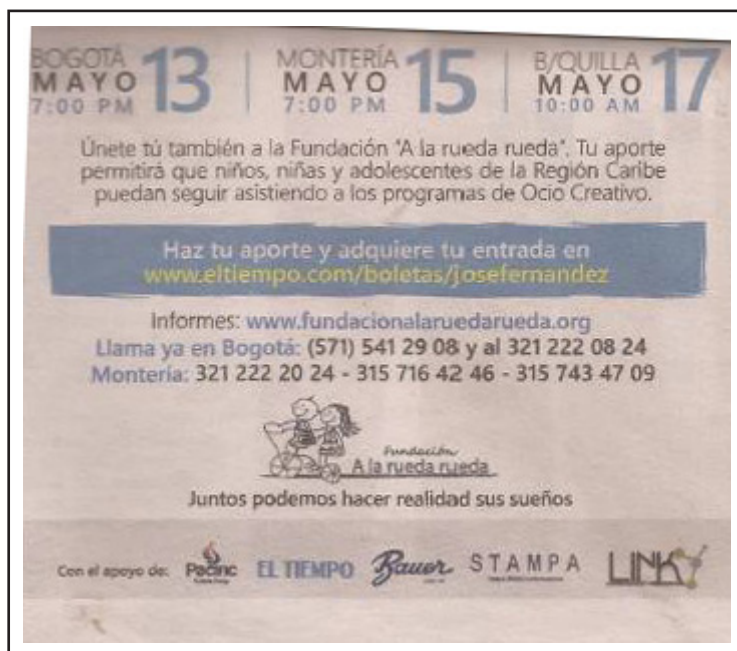 BOGOTÁ
MAYO 13
7:00 PM
MONTERÍA
MAYO 15
7:00 PM
B/QUILLA
MAYO 17
10:00 AM
Únete tú también a la Fundación "A la rueda rueda". Tu aporte
permitirá que niños, niñas y adolescentes de la Región Caribe
puedan seguir asistiendo a los programas de Ocio Creativo.
Haz tu aporte y adquiere tu entrada en
www.eltiempo.com/boletas/josefernandez
Informes: www.fundacionalaruedarueda.org
Llama ya en Bogotá: (571) 541 29 08 y al 321 222 08 24
Montería: 321 222 20 24 - 315 716 42 46 - 315 743 47 09
Fundación
A la rueda rueda
Juntos podemos hacer realidad sus sueños
Con el apoyo de: Pacific EL TIEMPO Bauer STAMPA LINK